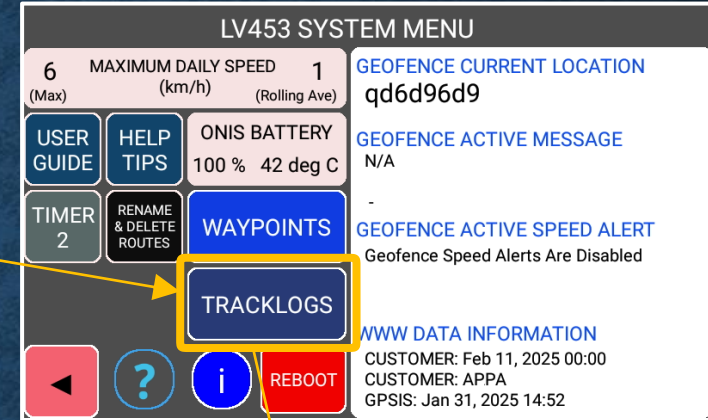 LV453 SYSTEM MENU
6 MAXIMUM DAILY SPEED 1
(Max) (km/h) (Rolling Ave)
USER
GUIDE
HELP
TIPS
ONIS BATTERY
100 % 42 deg C
TIMER
2
RENAME
& DELETE
ROUTES
WAYPOINTS
TRACKLOGS
◄
?
i
REBOOT
GEOFENCE CURRENT LOCATION
qd6d96d9
GEOFENCE ACTIVE MESSAGE
N/A
-
GEOFENCE ACTIVE SPEED ALERT
Geofence Speed Alerts Are Disabled
WWW DATA INFORMATION
CUSTOMER: Feb 11, 2025 00:00
CUSTOMER: APPA
GPSIS: Jan 31, 2025 14:52